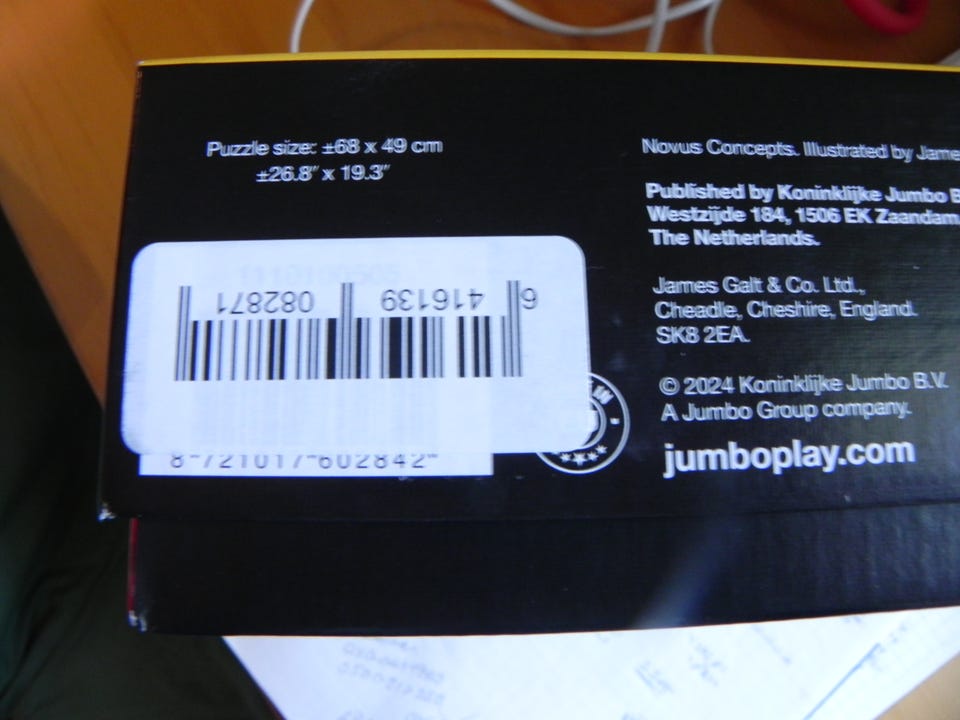 Puzzle size: ±68 x 49 cm
±26.8" x 19.3"
6 416139 082871
8-721017-602842-
Novus Concepts. Illustrated by Jame
Published by Koninklijke Jumbo B
Westzijde 184, 1506 EK Zaandam
The Netherlands.
James Galt & Co. Ltd.,
Cheadle, Cheshire, England.
SK8 2EA.
© 2024 Koninklijke Jumbo B.V.
A Jumbo Group company.
jumboplay.com